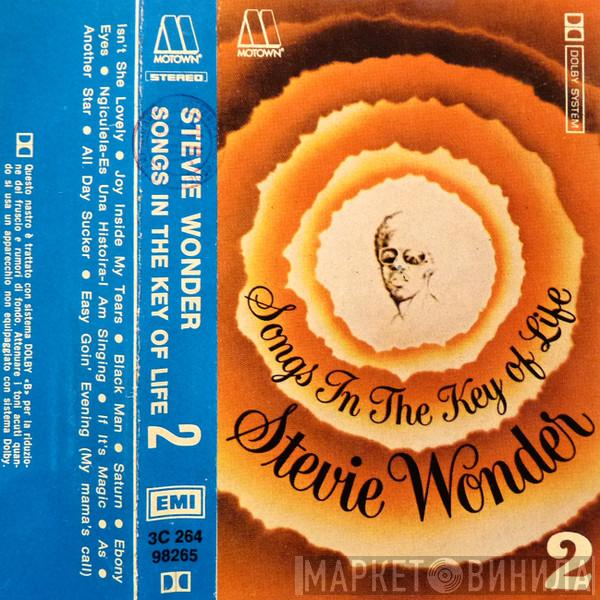 Isn't She Lovely • Joy Inside My Tears • Black Man • Saturn • Ebony
Eyes • Ngiculela-Es Una Histoira-I Am Singing • If It's Magic • As •
Another Star • All Day Sucker • Easy Goin' Evening (My mama's call)
Questo nastro è trattato con sistema DOLBY «B» per la riduzio-
ne del fruscio e rumori di fondo. Attenuare i toni acuti quan-
do si usa un apparecchio non equipaggiato con sistema Dolby.
MOTOWN®
STEREO
STEVIE WONDER
SONGS IN THE KEY OF LIFE 2
EMI
3C 264
98265
MOTOWN®
DOLBY SYSTEM
Songs In The Key of Life
Stevie Wonder
2
МАРКЕТ ВИНИЛА